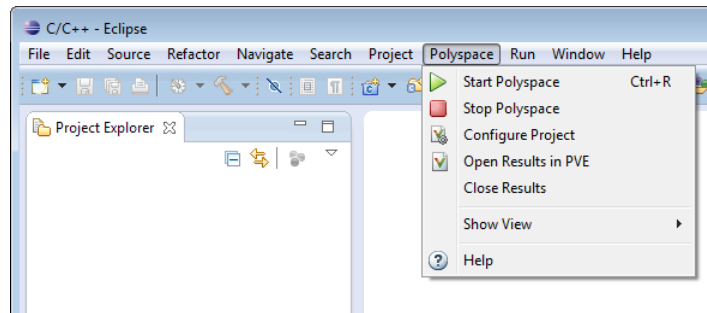 C/C++ - Eclipse
File Edit Source Refactor Navigate Search Project Polyspace Run Window Help
Project Explorer
Start Polyspace Ctrl+R
Stop Polyspace
Configure Project
Open Results in PVE
Close Results
Show View
Help